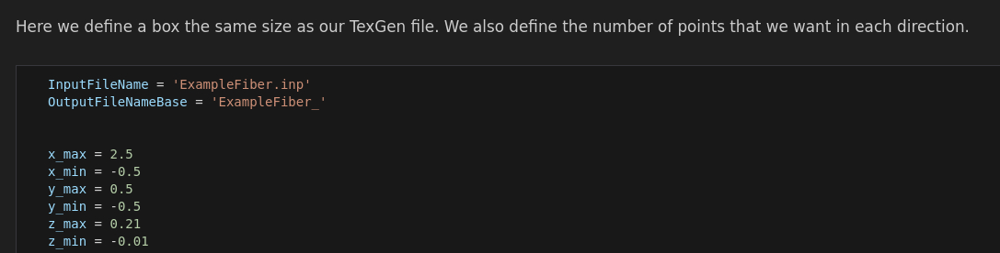 Here we define a box the same size as our TexGen file. We also define the number of points that we want in each direction.
InputFileName = 'ExampleFiber.inp'
OutputFileNameBase = 'ExampleFiber_'
x_max = 2.5
x_min = -0.5
y_max = 0.5
y_min = -0.5
z_max = 0.21
z_min = -0.01